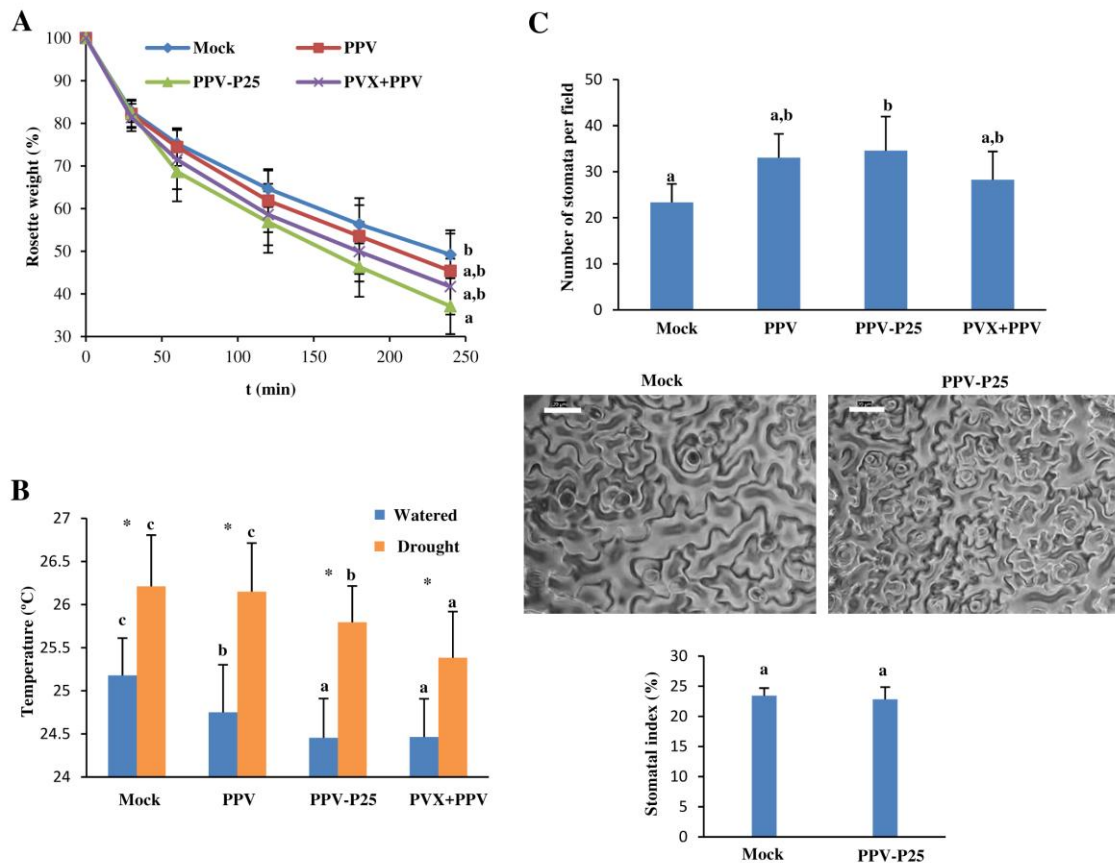 A
Mock
PPV
PPV-P25
PVX+PPV
Rosette weight (%)
100
90
80
70
60
50
40
30
b
a,b
a,b
a
0
50
100
150
200
250
t (min)
B
Watered
Drought
Temperature (ºC)
27
26.5
26
25.5
25
24.5
24
* c
c
* c
b
* b
a
* a
a
Mock
PPV
PPV-P25
PVX+PPV
C
Number of stomata per field
50
40
30
20
10
0
a
a,b
b
a,b
Mock
PPV
PPV-P25
PVX+PPV
Mock
PPV-P25
Stomatal index (%)
30
25
20
15
10
5
0
a
a
Mock
PPV-P25